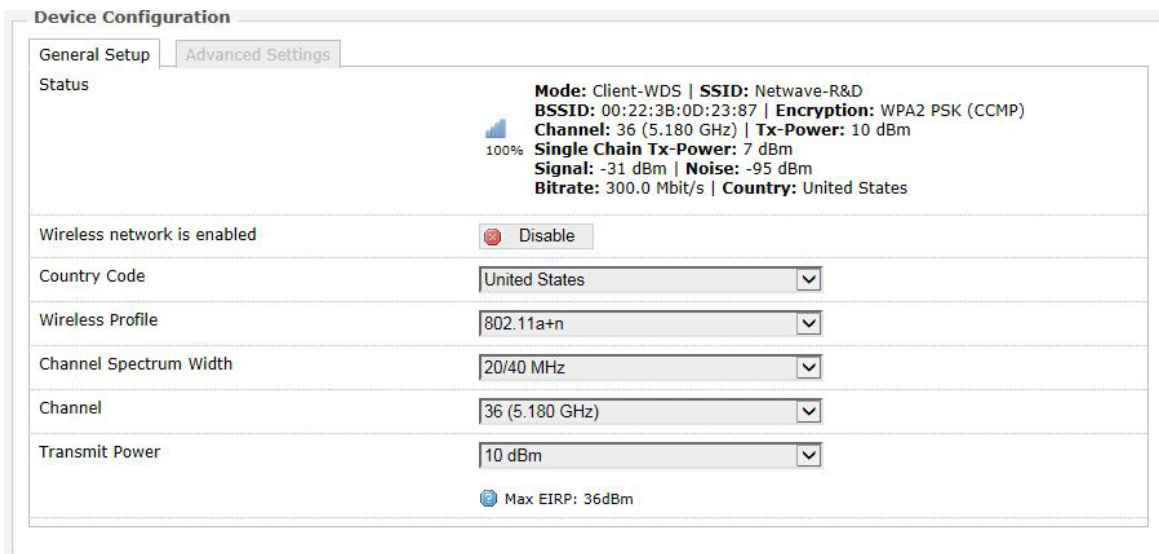 Device Configuration
General Setup
Advanced Settings
Status
Mode: Client-WDS | SSID: Netwave-R&D
BSSID: 00:22:3B:0D:23:87 | Encryption: WPA2 PSK (CCMP)
Channel: 36 (5.180 GHz) | Tx-Power: 10 dBm
100% Single Chain Tx-Power: 7 dBm
Signal: -31 dBm | Noise: -95 dBm
Bitrate: 300.0 Mbit/s | Country: United States
Wireless network is enabled
Disable
Country Code
United States
Wireless Profile
802.11a+n
Channel Spectrum Width
20/40 MHz
Channel
36 (5.180 GHz)
Transmit Power
10 dBm
Max EIRP: 36dBm